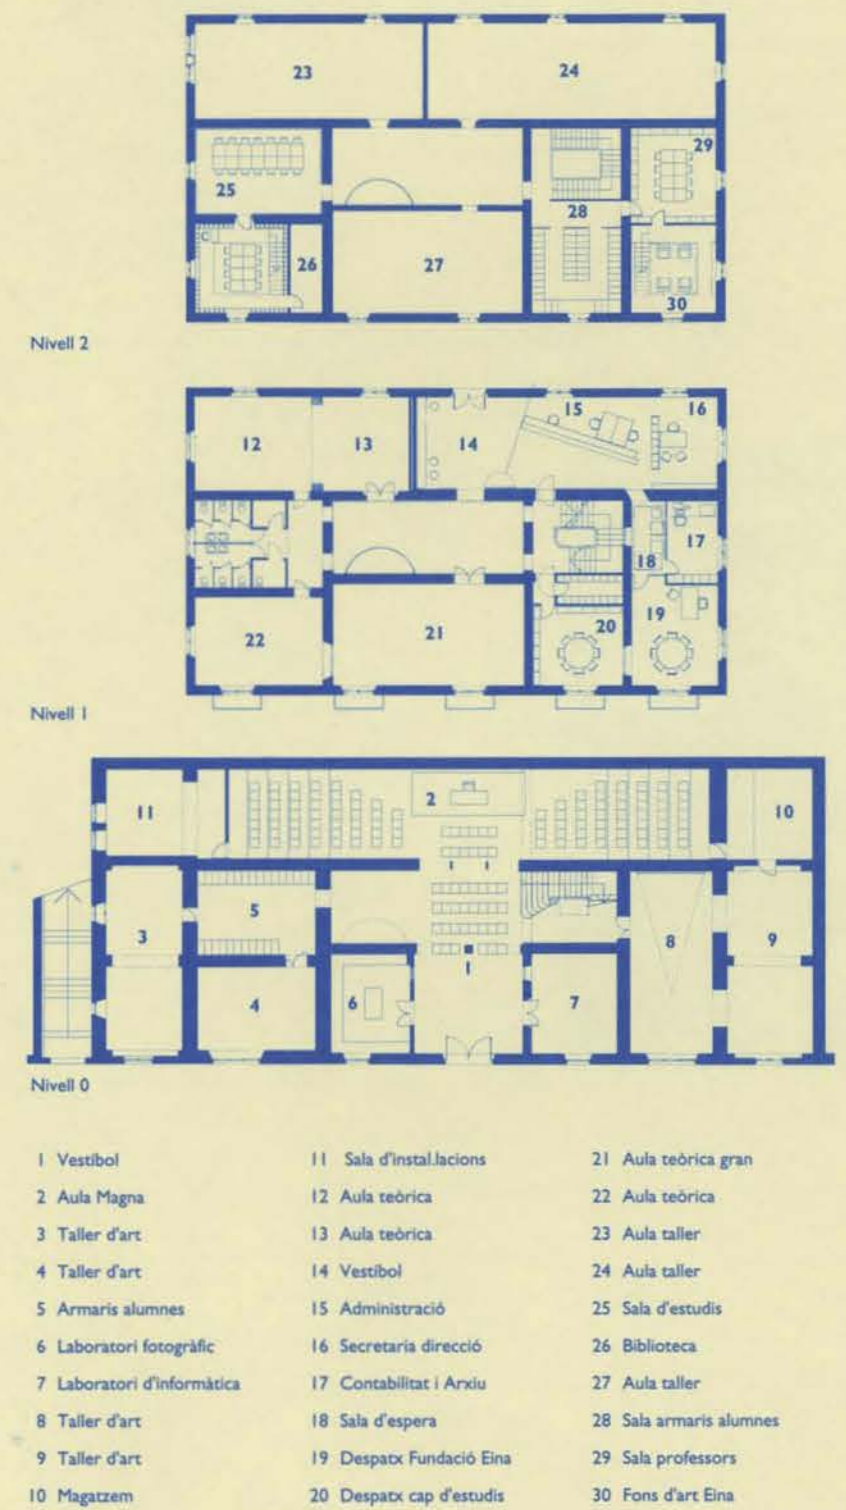 23
24
25
29
28
26
27
30
Nivell 2
12
13
14
15
16
17
18
19
20
21
22
Nivell 1
11
2
10
1 1
5
3
8
9
1
4
6
7
Nivell 0
1 Vestíbol
2 Aula Magna
3 Taller d'art
4 Taller d'art
5 Armaris alumnes
6 Laboratori fotogràfic
7 Laboratori d'informàtica
8 Taller d'art
9 Taller d'art
10 Magatzem
11 Sala d'instal.lacions
12 Aula teòrica
13 Aula teòrica
14 Vestíbol
15 Administració
16 Secretaria direcció
17 Contabilitat i Arxiu
18 Sala d'espera
19 Despatx Fundació Eina
20 Despatx cap d'estudis
21 Aula teòrica gran
22 Aula teòrica
23 Aula taller
24 Aula taller
25 Sala d'estudis
26 Biblioteca
27 Aula taller
28 Sala armaris alumnes
29 Sala professors
30 Fons d'art Eina